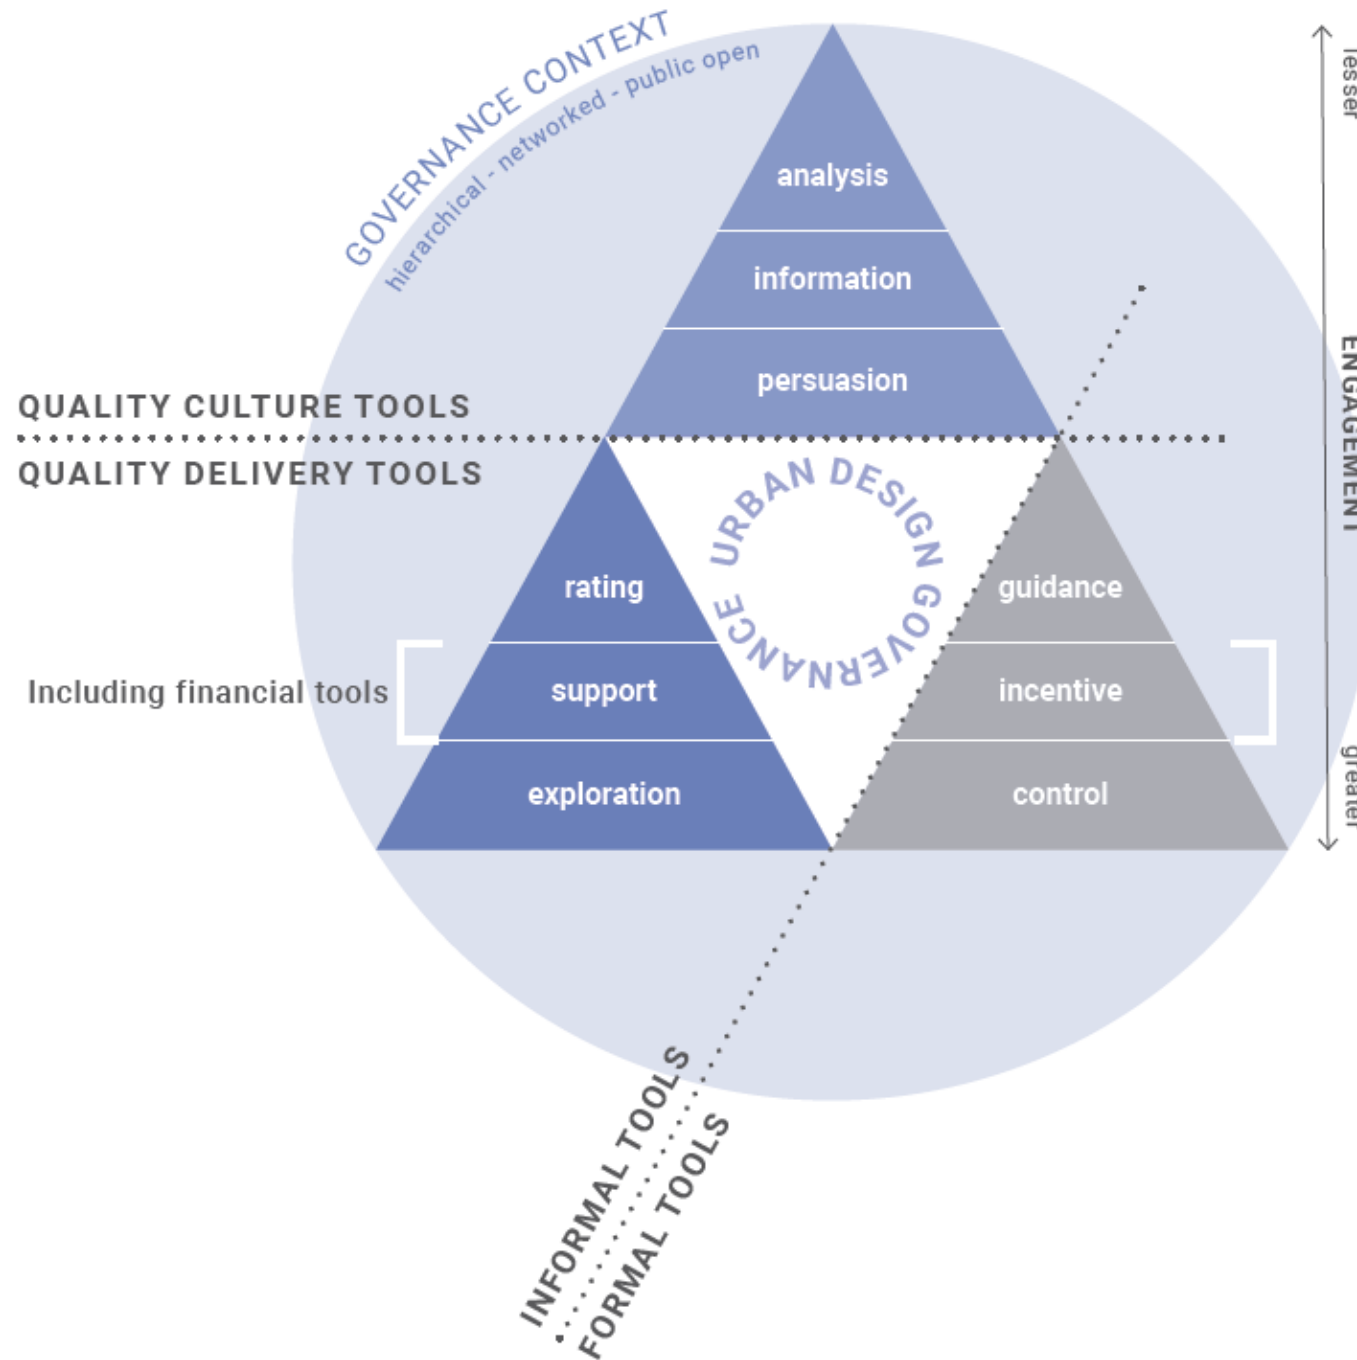 GOVERNANCE CONTEXT
hierarchical - networked - public open
lesser
analysis
information
persuasion
ENGAGEMENT
QUALITY CULTURE TOOLS
QUALITY DELIVERY TOOLS
URBAN DESIGN GOVERNANCE
rating
guidance
Including financial tools
support
incentive
exploration
control
greater
INFORMAL TOOLS
FORMAL TOOLS